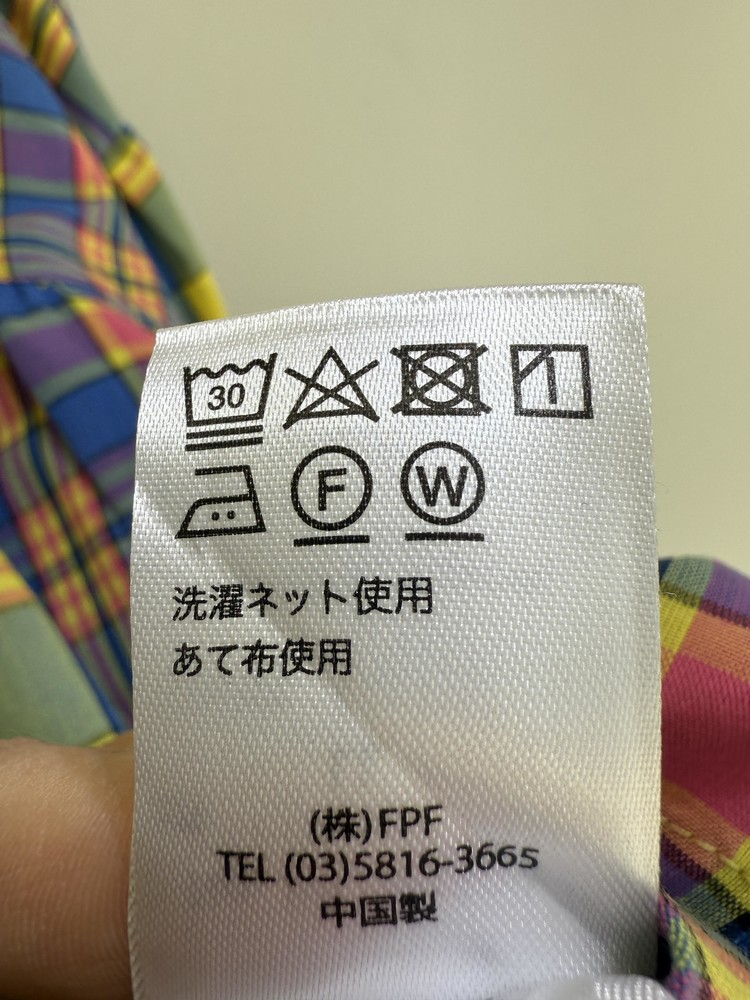 30
F W
洗濯ネット使用
あて布使用
(株)FPF
TEL (03)5816-3665
中国製